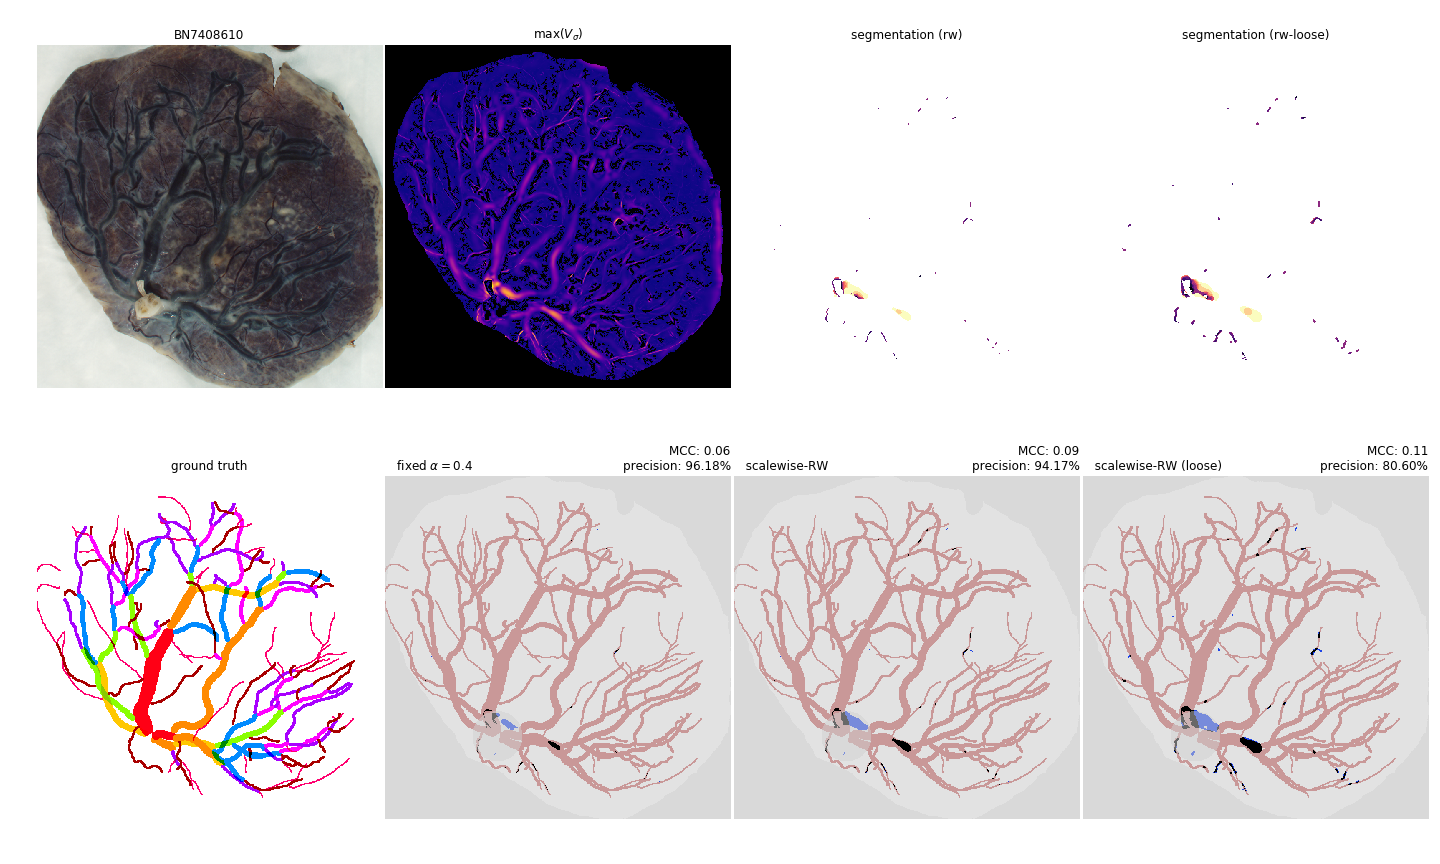 BN7408610
max(Vσ)
segmentation (rw)
segmentation (rw-loose)
ground truth
fixed α = 0.4
MCC: 0.06
precision: 96.18%
scalewise-RW
MCC: 0.09
precision: 94.17%
scalewise-RW (loose)
MCC: 0.11
precision: 80.60%